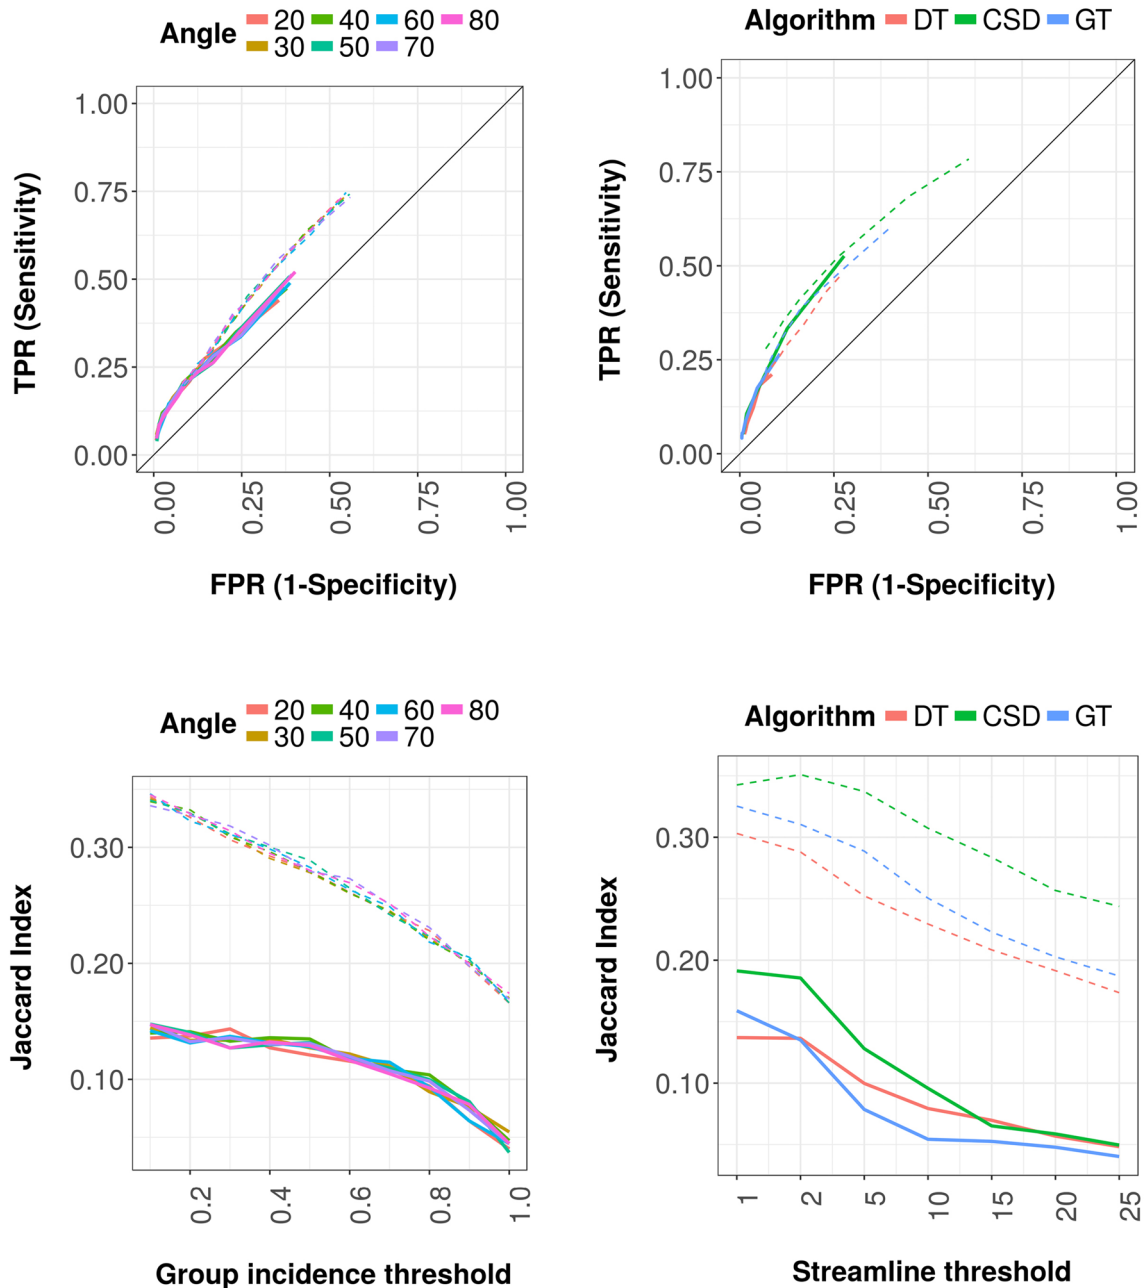 Angle 20 40 60 80
30 50 70
TPR (Sensitivity)
1.00
0.75
0.50
0.25
0.00
0.00 0.25 0.50 0.75 1.00
FPR (1-Specificity)
Algorithm DT CSD GT
TPR (Sensitivity)
1.00
0.75
0.50
0.25
0.00
0.00 0.25 0.50 0.75 1.00
FPR (1-Specificity)
Angle 20 40 60 80
30 50 70
Jaccard Index
0.30
0.20
0.10
0.2 0.4 0.6 0.8 1.0
Group incidence threshold
Algorithm DT CSD GT
Jaccard Index
0.30
0.20
0.10
1 2 5 10 15 20 25
Streamline threshold